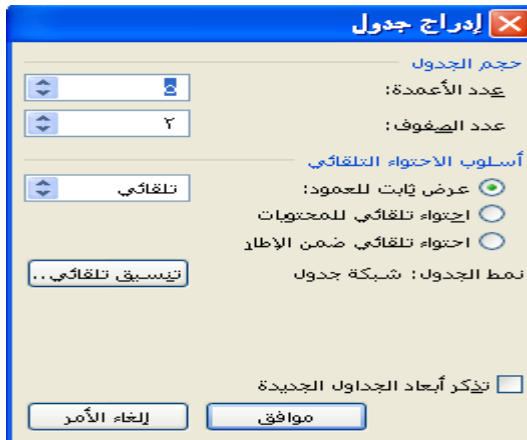 إدراج جدول
حجم الجدول
عدد الأعمدة: ٥
عدد الصفوف: ٢
أسلوب الاحتواء التلقائي
عرض ثابت للعمود: تلقائي
احتواء تلقائي للمحتويات
احتواء تلقائي ضمن الإطار
نمط الجدول: شبكة جدول تنسيق تلقائي..
تذكر أبعاد الجداول الجديدة
موافق إلغاء الأمر